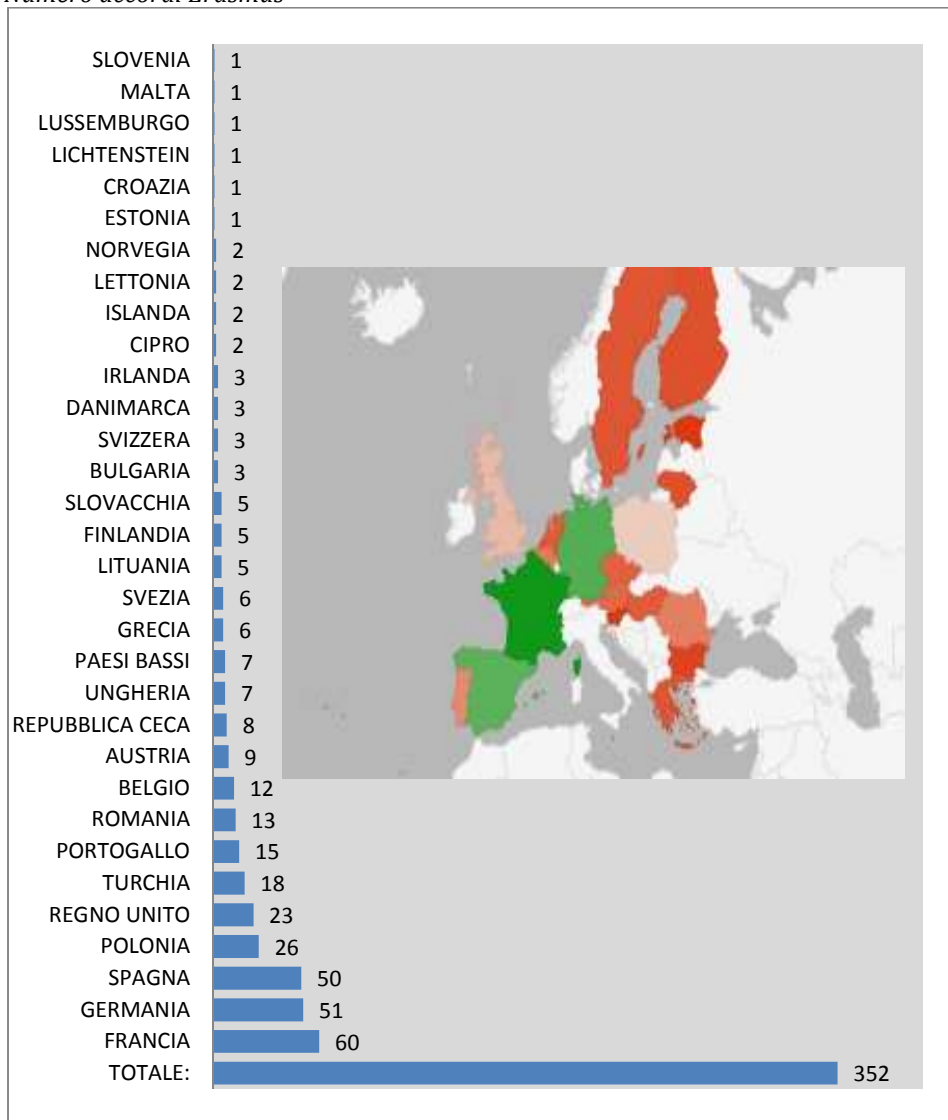 Numero accordi Erasmus
SLOVENIA 1
MALTA 1
LUSSEMBURGO 1
LICHTENSTEIN 1
CROAZIA 1
ESTONIA 1
NORVEGIA 2
LETTONIA 2
ISLANDA 2
CIPRO 2
IRLANDA 3
DANIMARCA 3
SVIZZERA 3
BULGARIA 3
SLOVACCHIA 5
FINLANDIA 5
LITUANIA 5
SVEZIA 6
GRECIA 6
PAESI BASSI 7
UNGHERIA 7
REPUBBLICA CECA 8
AUSTRIA 9
BELGIO 12
ROMANIA 13
PORTOGALLO 15
TURCHIA 18
REGNO UNITO 23
POLONIA 26
SPAGNA 50
GERMANIA 51
FRANCIA 60
TOTALE: 352